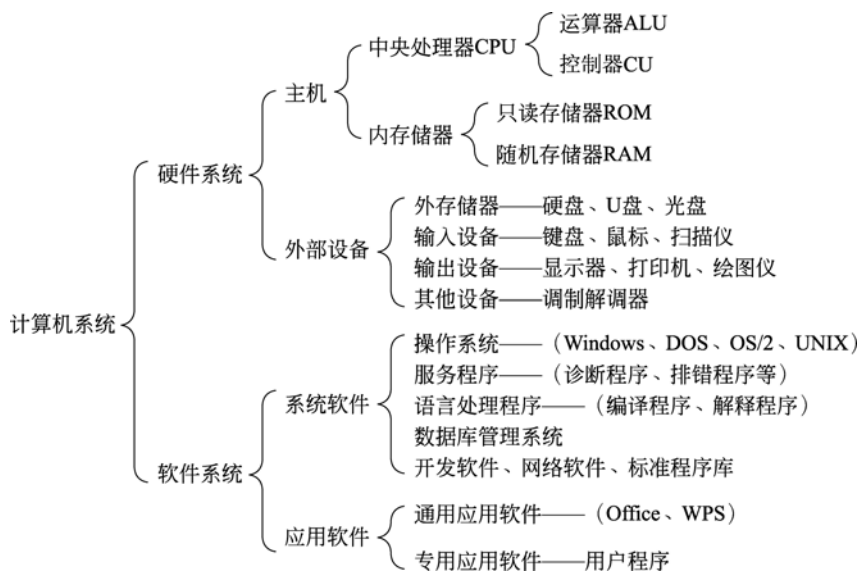 运算器ALU
中央处理器CPU
控制器CU
主机
只读存储器ROM
内存储器
随机存储器RAM
硬件系统
外存储器——硬盘、U盘、光盘
输入设备——键盘、鼠标、扫描仪
外部设备
输出设备——显示器、打印机、绘图仪
其他设备——调制解调器
计算机系统
操作系统——（Windows、DOS、OS/2、UNIX）
服务程序——（诊断程序、排错程序等）
系统软件
语言处理程序——（编译程序、解释程序）
数据库管理系统
软件系统
开发软件、网络软件、标准程序库
通用应用软件——（Office、WPS）
应用软件
专用应用软件——用户程序